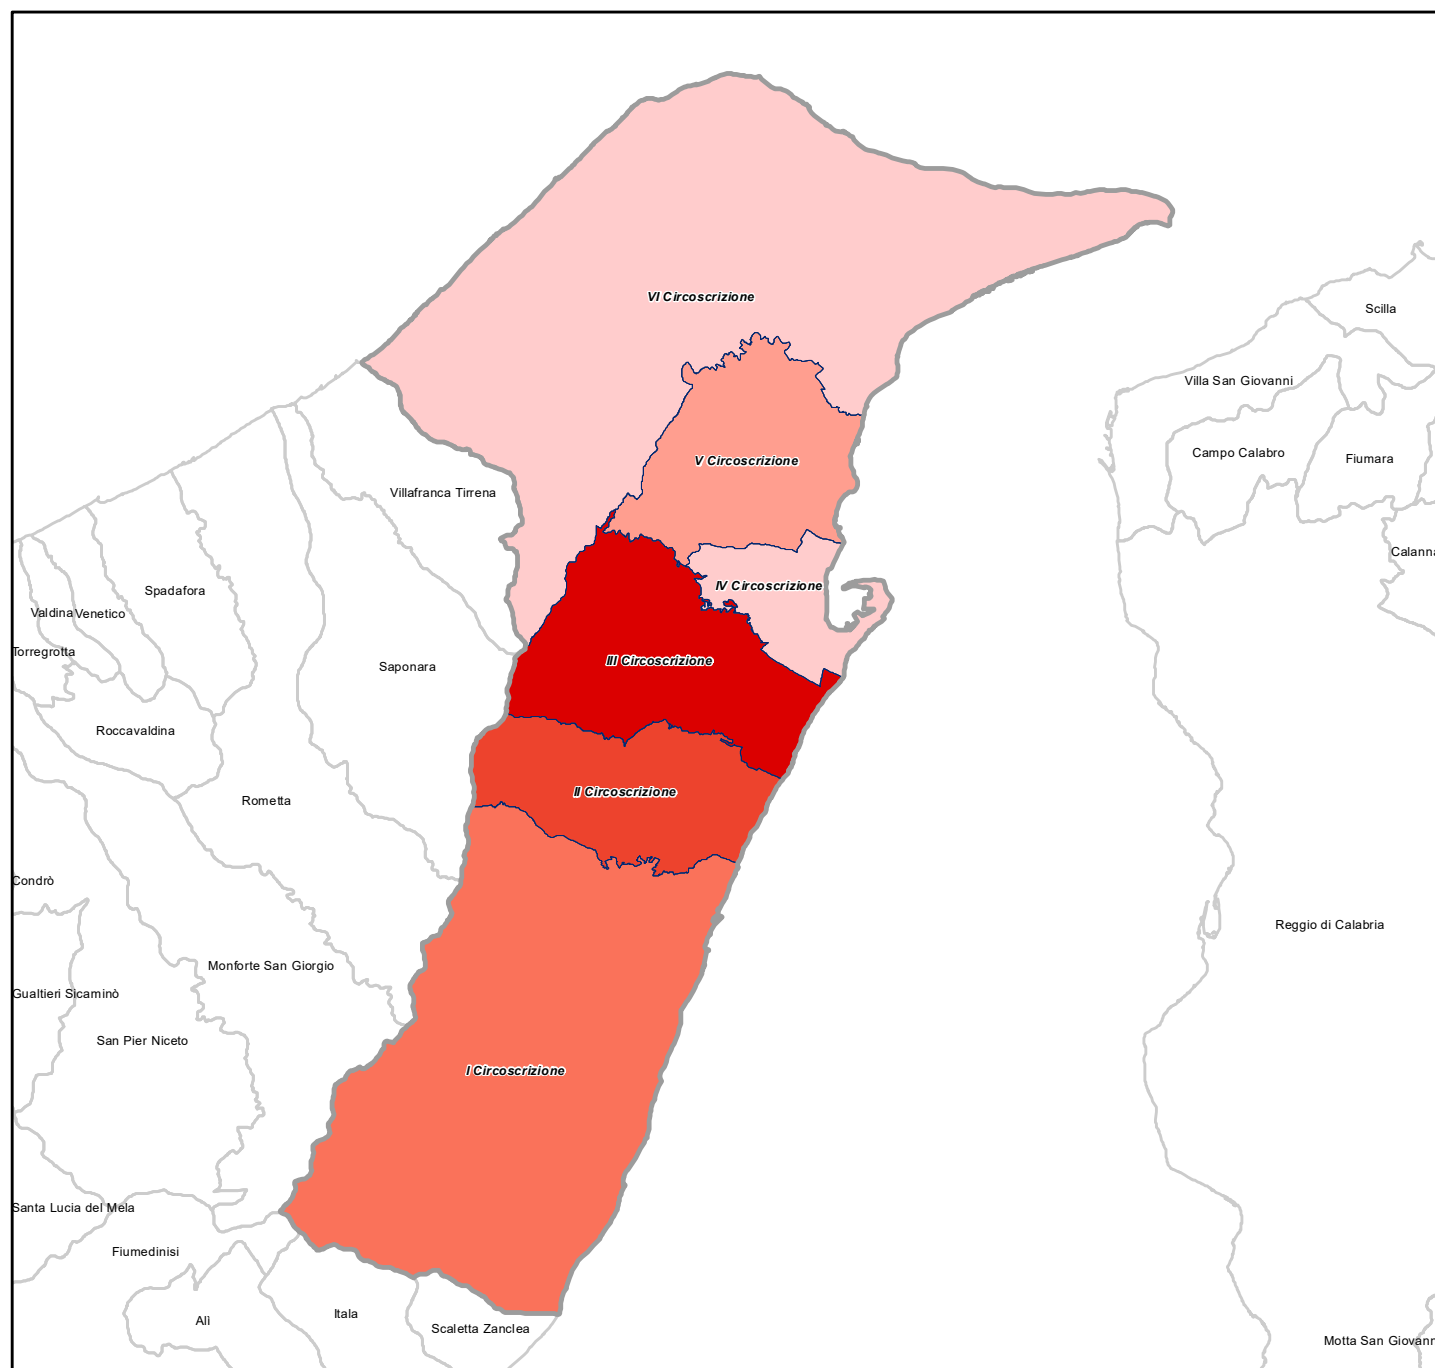 VI Circoscrizione
Scilla
Villa San Giovanni
Campo Calabro
Fiumara
V Circoscrizione
Villafranca Tirrena
Calanna
IV Circoscrizione
Spadafora
Valdina
Venetico
Torregrotta
III Circoscrizione
Saponara
Roccavaldina
II Circoscrizione
Rometta
Condrò
Reggio di Calabria
Monforte San Giorgio
Gualtieri Sicaminò
San Pier Niceto
I Circoscrizione
Santa Lucia del Mela
Fiumedinisi
Itala
Alì
Scaletta Zanclea
Motta San Giovann